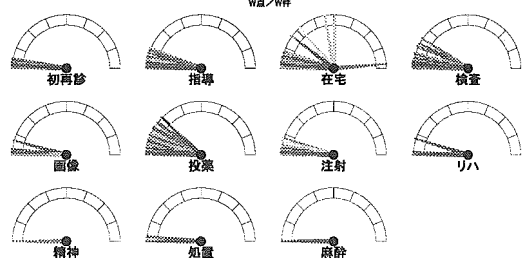 W点/W件
初再診 指導 在宅 検査
画像 投薬 注射 リハ
精神 処置 麻酔